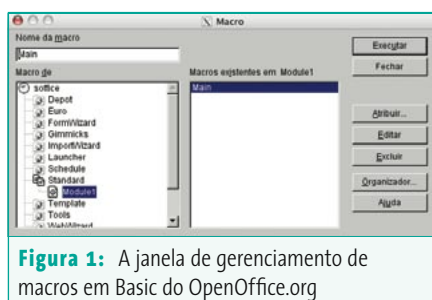 Macro
Nome da macro
Main
Executar
Fechar
Macro de
Macros existentes em Module1
soffice
Depot
Euro
FormWizard
Gimmicks
ImportWizard
Launcher
Schedule
Standard
Module1
Template
Tools
WebWizard
Main
Atribuir...
Editar
Excluir
Organizador...
Ajuda
Figura 1: A janela de gerenciamento de
macros em Basic do OpenOffice.org